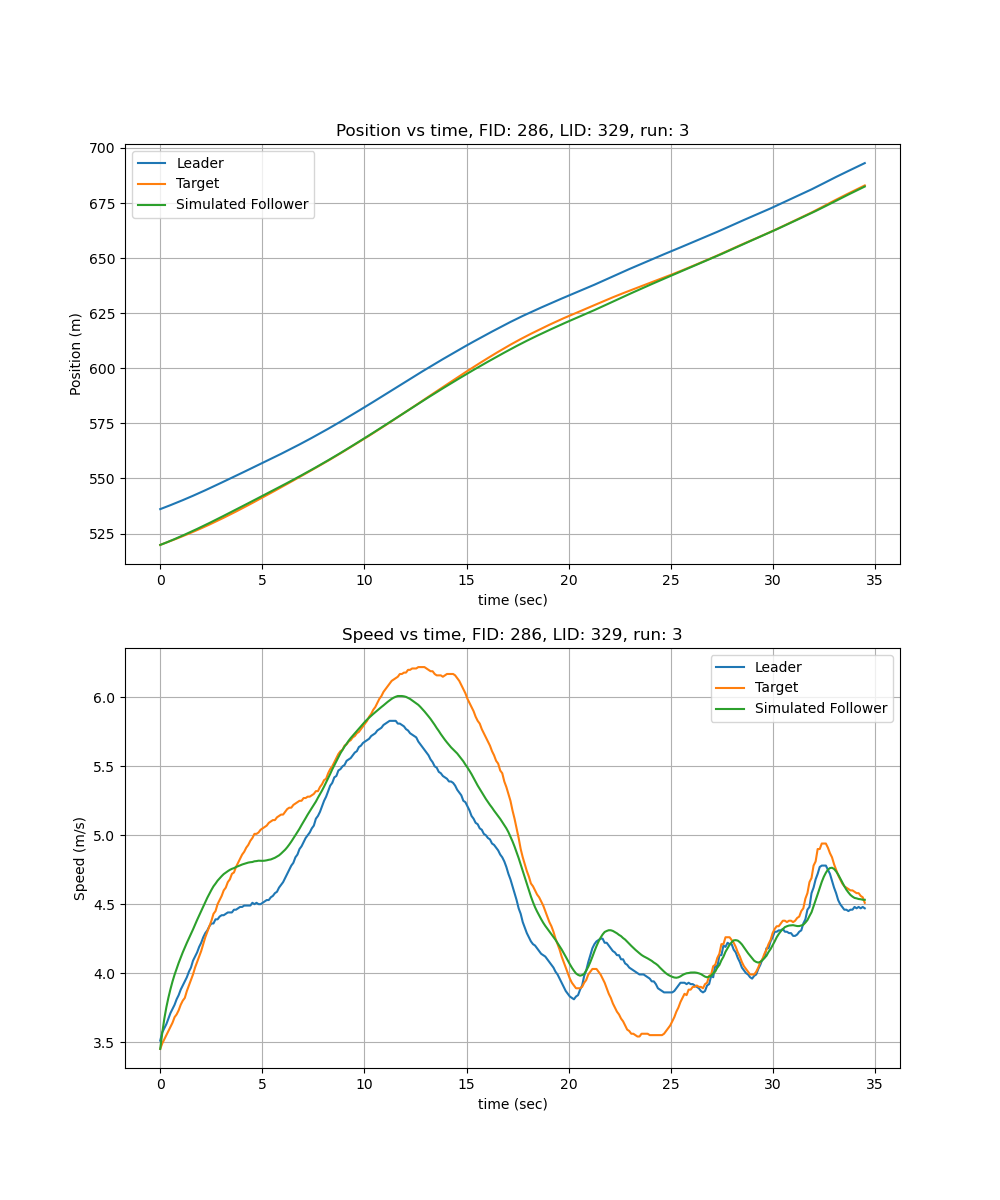 Position vs time, FID: 286, LID: 329, run: 3
Leader
Target
Simulated Follower
700
675
650
625
600
575
550
525
Position (m)
0 5 10 15 20 25 30 35
time (sec)
Speed vs time, FID: 286, LID: 329, run: 3
Leader
Target
Simulated Follower
6.0
5.5
5.0
4.5
4.0
3.5
Speed (m/s)
0 5 10 15 20 25 30 35
time (sec)